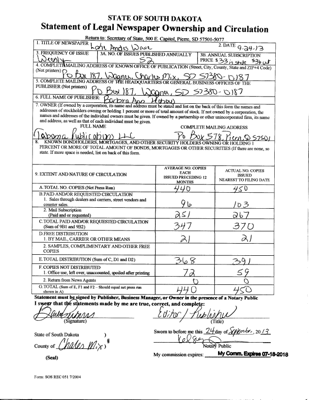 STATE OF SOUTH DAKOTA
Statement of Legal Newspaper Ownership and Circulation
Return to: Secretary of State, 500 E. Capitol, Pierre, SD 57501-5077
1. TITLE OF NEWSPAPER
2. DATE 9-24-13
3. FREQUENCY OF ISSUE
Weekly
3A. NO. OF ISSUES PUBLISHED ANNUALLY
52
3B. ANNUAL SUBSCRIPTION PRICE
4. COMPLETE MAILING ADDRESS OF KNOWN OFFICE OF PUBLICATION (Street, City, County, State and ZIP+4 Code)
(Not printers)
PO Box 187, Wagner, Charles Mix, SD 57380-0187
5. COMPLETE MAILING ADDRESS OF THE HEADQUARTERS OR GENERAL BUSINESS OFFICES OF THE
PUBLISHER (Not printer)
PO Box 187, Wagner, SD 57380-0187
6. FULL NAME OF PUBLISHER: Barbara
7. OWNER (If owned by a corporation, its name and address must be stated and also on the back of this form the names and
addresses of stockholders owning or holding 1 percent or more of total amount of stock. If not owned by a corporation, the
names and addresses of the individual owners must be given. If owned by a partnership or other unincorporated firm, its name
and address, as well as that of each individual must be given.
FULL NAME
COMPLETE MAILING ADDRESS
Publications LLC
Po Box 578, Pierre, SD 57501
8. KNOWN BONDHOLDERS, MORTGAGEES, AND OTHER SECURITY HOLDERS OWNING OR HOLDING 1
PERCENT OR MORE OF TOTAL AMOUNT OF BONDS, MORTGAGES OR OTHER SECURITIES (If there are none, so
state. If more space is needed, list on back of this form.
9. EXTENT AND NATURE OF CIRCULATION
AVERAGE NO. COPIES EACH ISSUED PRECEDING 12 MONTHS
ACTUAL NO. COPIES ISSUED NEAREST TO FILING DATE
A. TOTAL NO. COPIES (Net Press Run) 440 450
B. PAID AND/OR REQUESTED CIRCULATION
1. Sales through dealers and carriers, street vendors and
counter sales. 96 103
2. Mail Subscription
(Paid and or requested) 251 267
C. TOTAL PAID AND/OR REQUESTED CIRCULATION
(Sum of 9B1 and 9B2) 347 370
D. FREE DISTRIBUTION
1. BY MAIL, CARRIER OR OTHER MEANS 21 21
2. SAMPLES, COMPLIMENTARY AND OTHER FREE
COPIES
E. TOTAL DISTRIBUTION (Sum of C, D1 and D2) 368 391
F. COPIES NOT DISTRIBUTED
1. Office use, left over, unaccounted, spoiled after printing 72 59
2. Return from News Agents 0 0
G. TOTAL (Sum of E, F1 and F2 - Should equal net press run
shown in A) 440 450
Statement must be signed by Publisher, Business Manager, or Owner in the presence of a Notary Public
I swear that the statements made by me are true, correct, and complete:
Editor / Publisher
(Signature) (Title)
State of South Dakota )
County of Charles Mix ) §
Sworn to before me this 24 day of September, 2013.
Notary Public
(Seal)
My commission expires: My Comm. Expires 07-18-2018
Form: SOS REC 051 7/2004